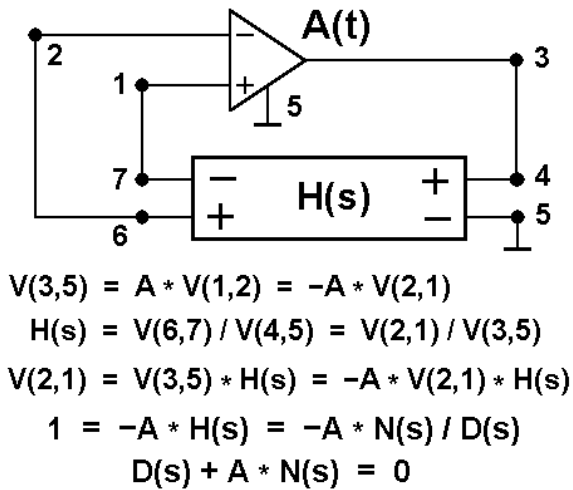 A(t)
2
−
3
1
+
5
7
−
H(s)
+
4
6
+
−
5
V(3,5) = A * V(1,2) = −A * V(2,1)
H(s) = V(6,7) / V(4,5) = V(2,1) / V(3,5)
V(2,1) = V(3,5) * H(s) = −A * V(2,1) * H(s)
1 = −A * H(s) = −A * N(s) / D(s)
D(s) + A * N(s) = 0